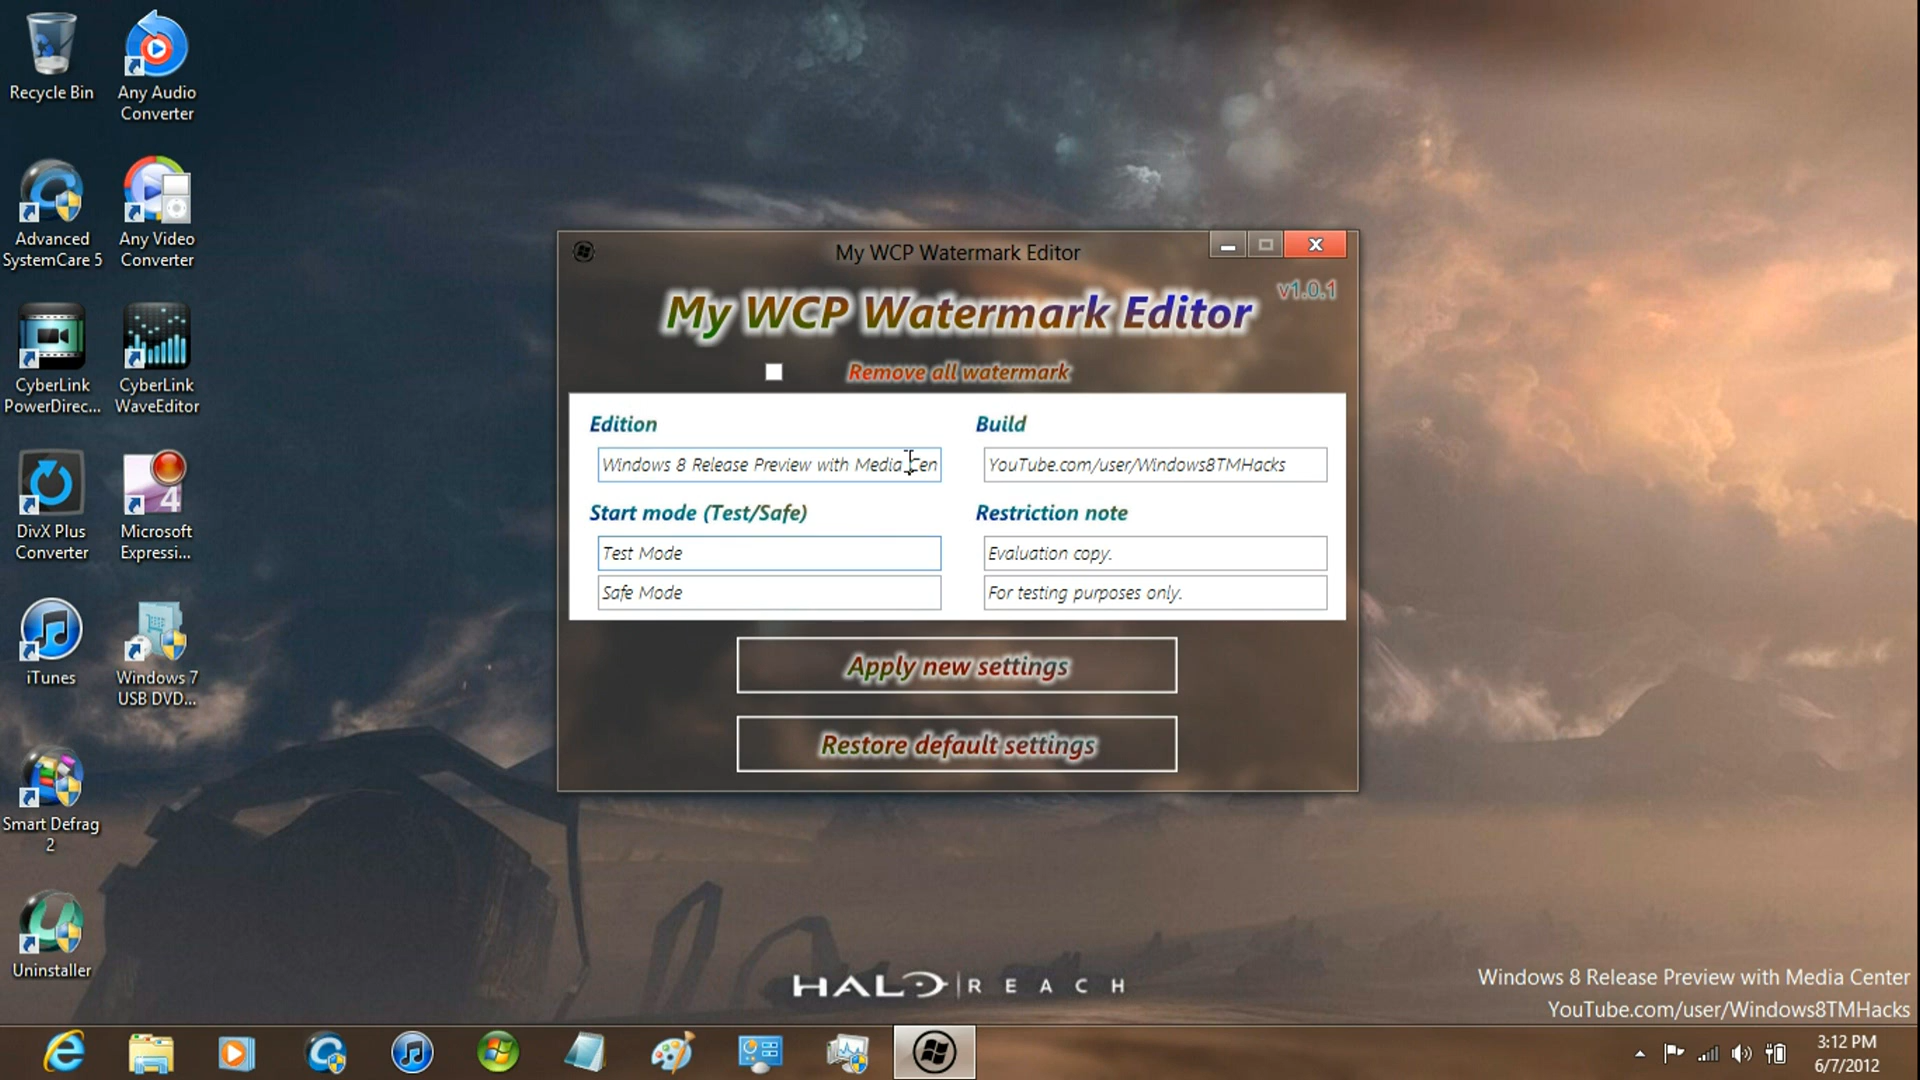 Recycle Bin
Any Audio
Converter
Advanced
SystemCare 5
Any Video
Converter
CyberLink
PowerDirec...
CyberLink
WaveEditor
DivX Plus
Converter
4
Microsoft
Expressi...
iTunes
Windows 7
USB DVD...
Smart Defrag
2
Uninstaller
My WCP Watermark Editor
My WCP Watermark Editor
v1.0.1
Remove all watermark
Edition
Build
Windows 8 Release Preview with Media Cen
YouTube.com/user/Windows8TMHacks
Start mode (Test/Safe)
Restriction note
Test Mode
Evaluation copy.
Safe Mode
For testing purposes only.
Apply new settings
Restore default settings
HALO | REACH
Windows 8 Release Preview with Media Center
YouTube.com/user/Windows8TMHacks
3:12 PM
6/7/2012